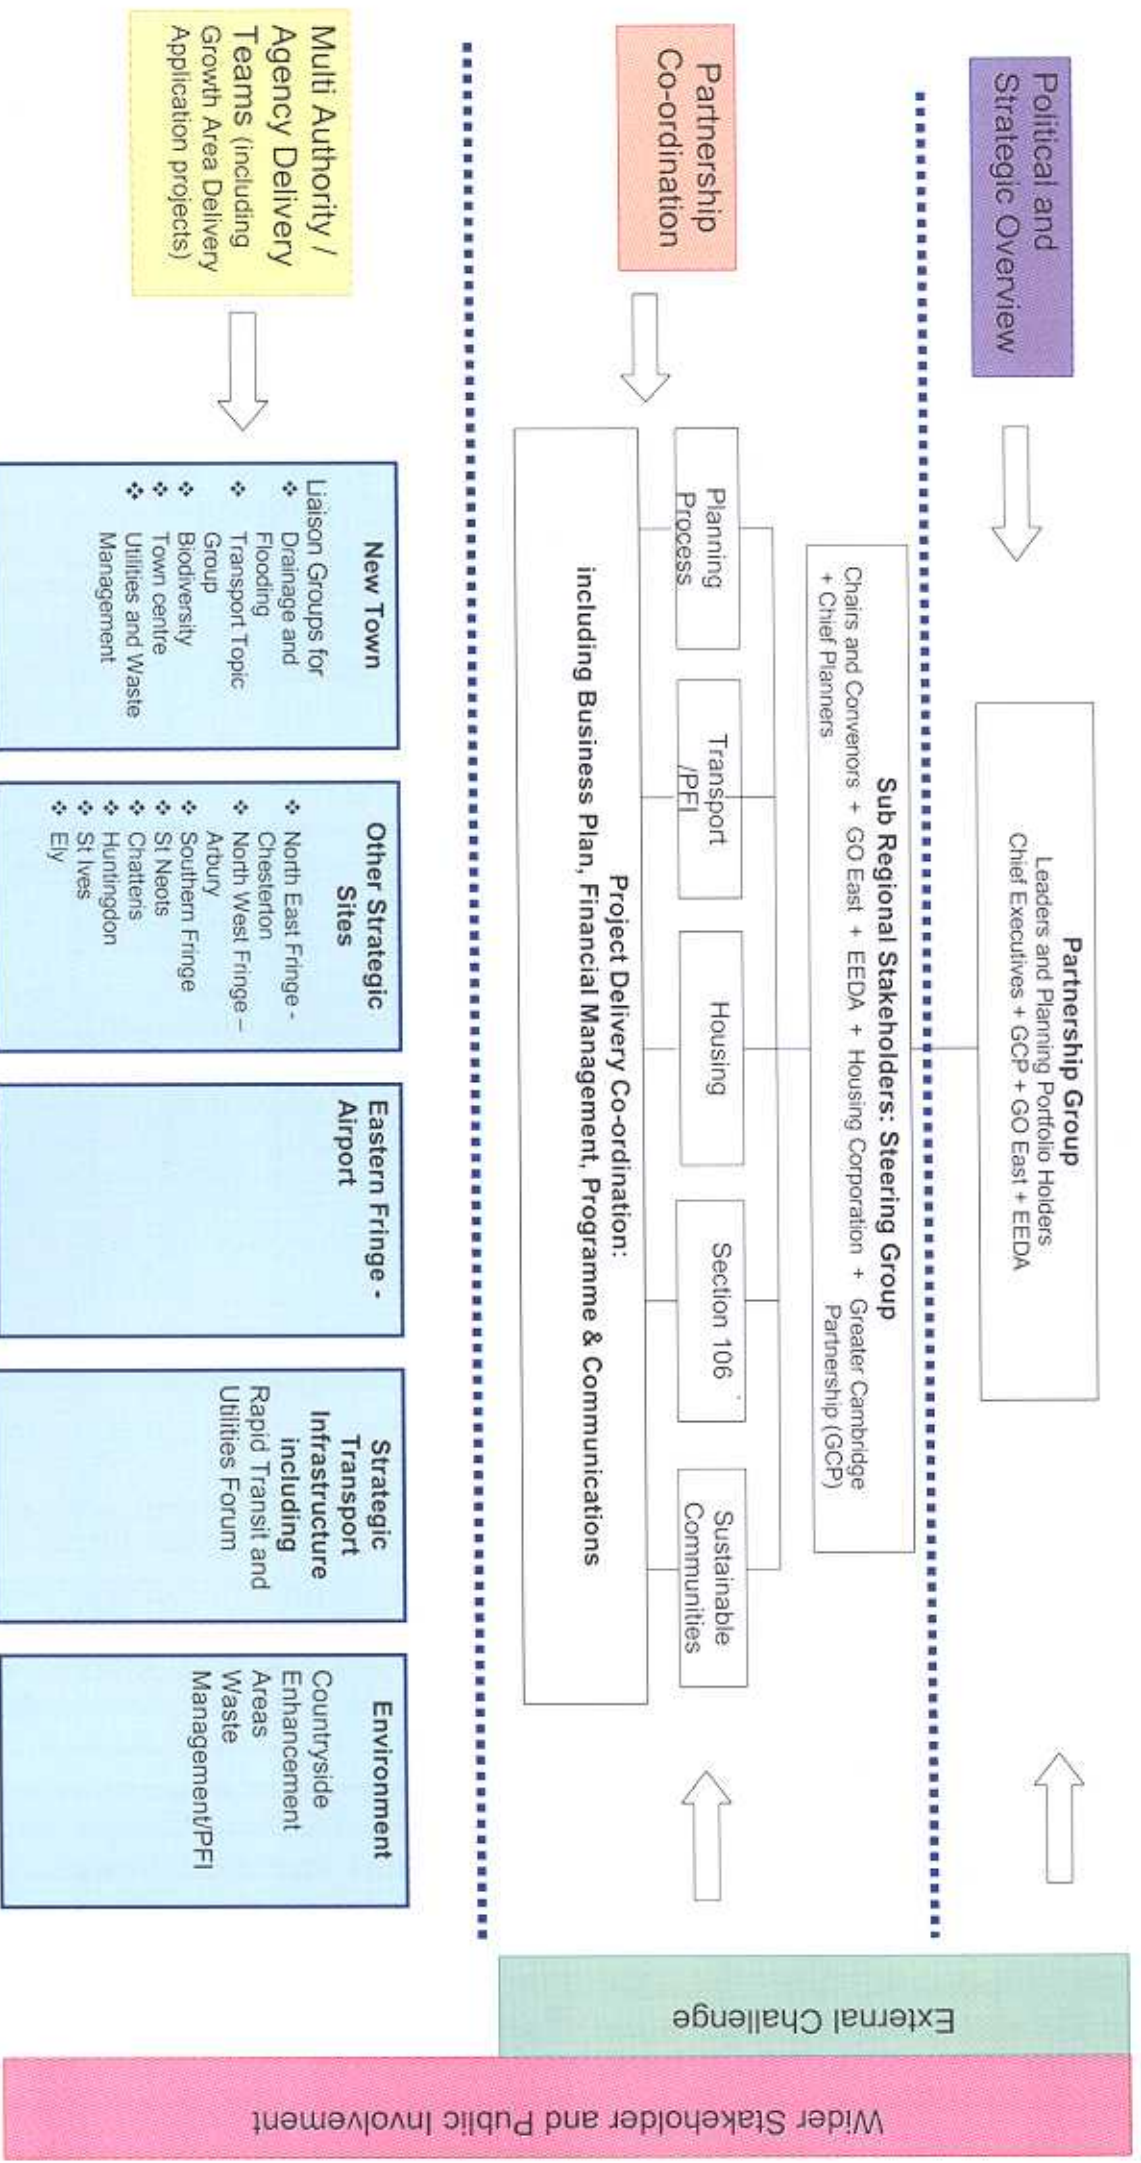 Political and
Strategic Overview
Partnership Group
Leaders and Planning Portfolio Holders
Chief Executives + GCP + GO East + EEDA
Partnership
Co-ordination
Sub Regional Stakeholders: Steering Group
Chairs and Convenors + GO East + EEDA + Housing Corporation + Greater Cambridge
+ Chief Planners
Partnership (GCP)
Planning
Process
Transport
/PFI
Housing
Section 106
Sustainable
Communities
Project Delivery Co-ordination:
including Business Plan, Financial Management, Programme & Communications
Multi Authority /
Agency Delivery
Teams (including
Growth Area Delivery
Application projects)
New Town
Liaison Groups for
❖ Drainage and
Flooding
❖ Transport Topic
Group
❖ Biodiversity
❖ Town centre
❖ Utilities and Waste
Management
Other Strategic
Sites
❖ North East Fringe -
Chesterton
❖ North West Fringe –
Arbury
❖ Southern Fringe
❖ St Neots
❖ Chatteris
❖ Huntingdon
❖ St Ives
❖ Ely
Eastern Fringe -
Airport
Strategic
Transport
Infrastructure
including
Rapid Transit and
Utilities Forum
Environment
Countryside
Enhancement
Areas
Waste
Management/PFI
External Challenge
Wider Stakeholder and Public Involvement